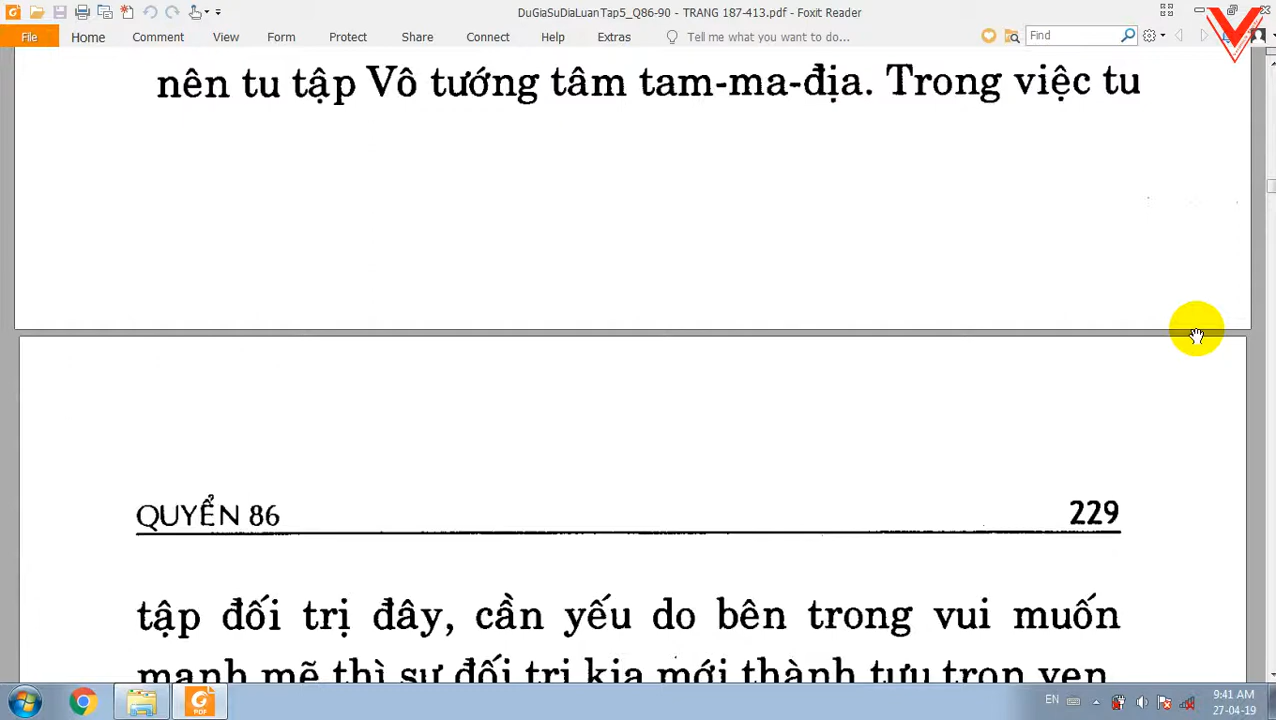 DuGiaSuDiaLuanTap5_Q86-90 - TRANG 187-413.pdf - Foxit Reader
File Home Comment View Form Protect Share Connect Help Extras Tell me what you want to do... Find
nên tu tập Vô tướng tâm tam-ma-địa. Trong việc tu
QUYỂN 86 229
tập đối trị đây, cần yếu do bên trong vui muốn
mạnh mẽ thì sự đối trị kia mới thành tựu trọn vẹn
PDF
EN 9:41 AM
27-04-19